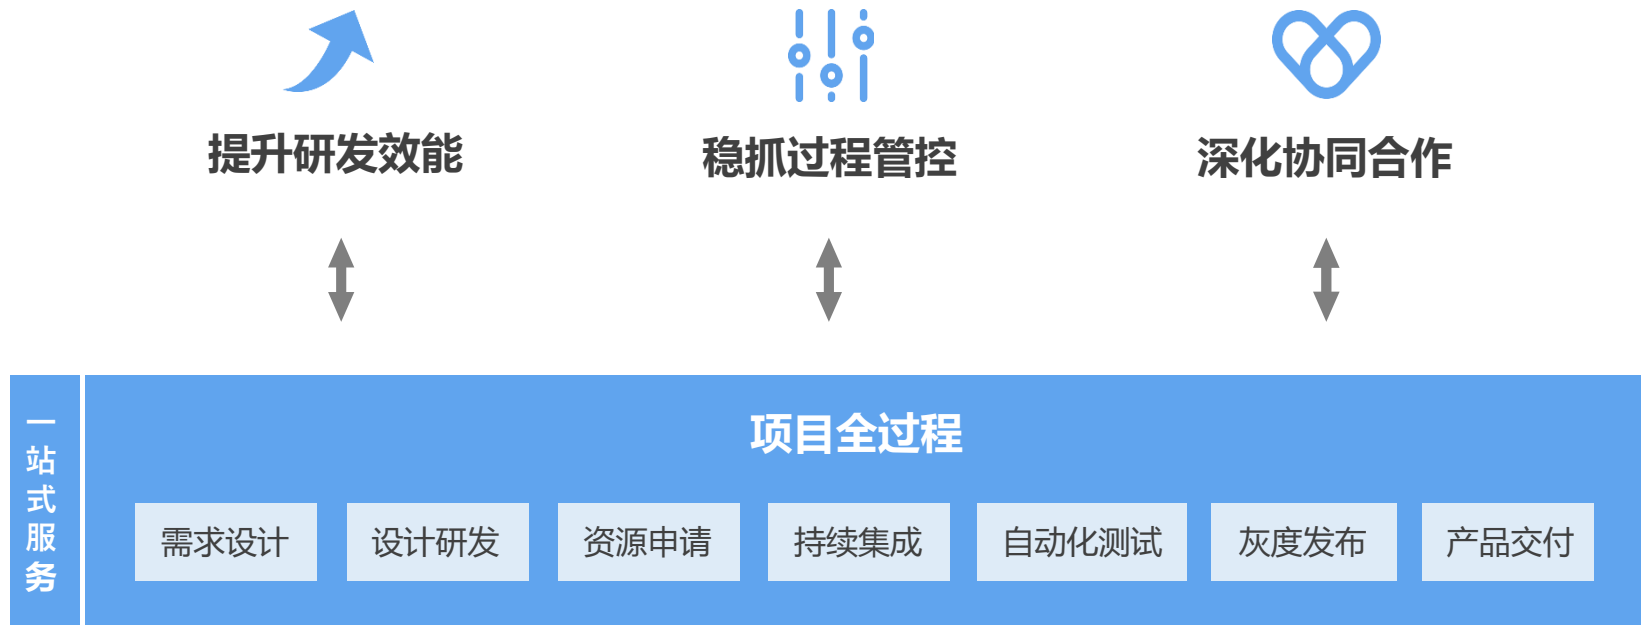 提升研发效能
稳抓过程管控
深化协同合作
一站式服务
项目全过程
需求设计
设计研发
资源申请
持续集成
自动化测试
灰度发布
产品交付